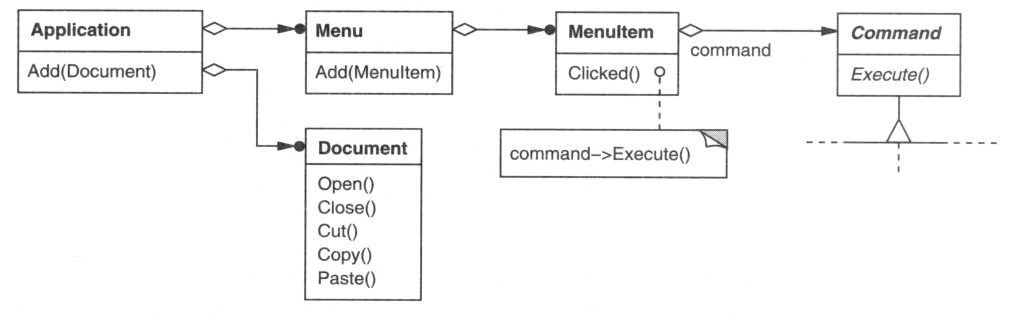 Application
Add(Document)
Menu
Add(MenuItem)
MenuItem
Clicked()
command
Command
Execute()
command–>Execute()
Document
Open()
Close()
Cut()
Copy()
Paste()